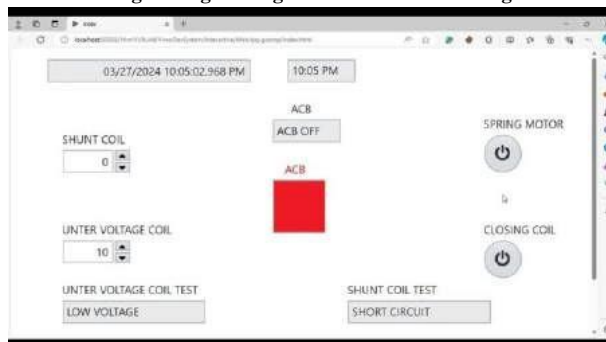 03/27/2024 10:05:02.968 PM
10:05 PM
ACB
ACB OFF
SPRING MOTOR
SHUNT COIL
0
ACB
UNTER VOLTAGE COIL
10
CLOSING COIL
UNTER VOLTAGE COIL TEST
SHUNT COIL TEST
LOW VOLTAGE
SHORT CIRCUIT